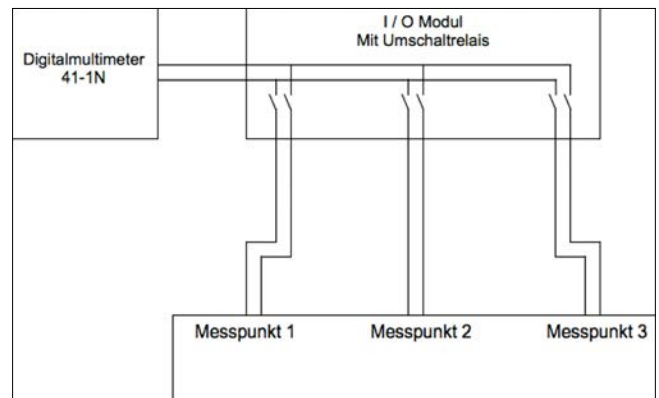 Digitalmultimeter
41-1N
I / O Modul
Mit Umschaltrelais
Messpunkt 1
Messpunkt 2
Messpunkt 3